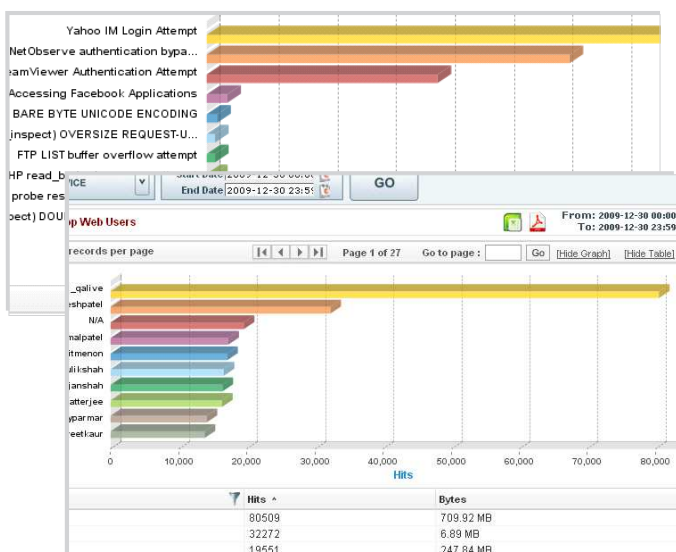 Yahoo IM Login Attempt
NetObserve authentication bypa...
eamViewer Authentication Attempt
Accessing Facebook Applications
BARE BYTE UNICODE ENCODING
inspect) OVERSIZE REQUEST-U...
FTP LIST buffer overflow attempt
HP read_b
probe res
pect) DOU
ICE
End Date 2009-12-30 23:59
GO
op Web Users
From: 2009-12-30 00:00
To: 2009-12-30 23:59
records per page
Page 1 of 27
Go to page :
Go
[Hide Graph]
[Hide Table]
_qalive
eshpatel
N/A
malpatel
itmenon
ulikshah
janshah
atterjee
yparmar
reetkaur
0
10,000
20,000
30,000
40,000
50,000
60,000
70,000
80,000
Hits
Hits
Bytes
80509
709.92 MB
32272
6.89 MB
19551
247.84 MB